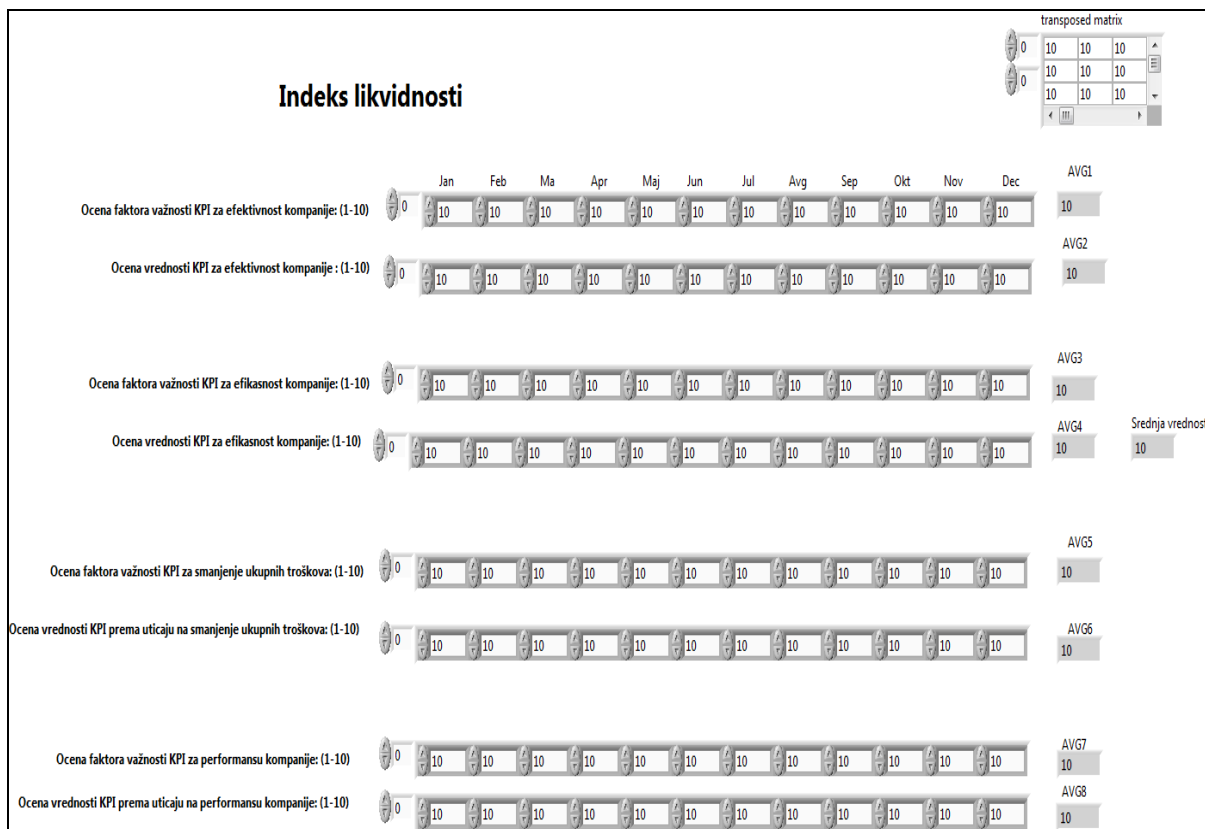 transposed matrix
0 10 10 10
0 10 10 10
10 10 10
Indeks likvidnosti
Jan Feb Ma Apr Maj Jun Jul Avg Sep Okt Nov Dec AVG1
Ocena faktora važnosti KPI za efektivnost kompanije: (1-10) 0 10 10 10 10 10 10 10 10 10 10 10 10 10
AVG2
Ocena vrednosti KPI za efektivnost kompanije : (1-10) 0 10 10 10 10 10 10 10 10 10 10 10 10 10
AVG3
Ocena faktora važnosti KPI za efikasnost kompanije: (1-10) 0 10 10 10 10 10 10 10 10 10 10 10 10 10
AVG4 Srednja vrednost
Ocena vrednosti KPI za efikasnost kompanije: (1-10) 0 10 10 10 10 10 10 10 10 10 10 10 10 10 10
AVG5
Ocena faktora važnosti KPI za smanjenje ukupnih troškova: (1-10) 0 10 10 10 10 10 10 10 10 10 10 10 10 10
Ocena vrednosti KPI prema uticaju na smanjenje ukupnih troškova: (1-10) 0 10 10 10 10 10 10 10 10 10 10 10 10 AVG6
10
AVG7
Ocena faktora važnosti KPI za performansu kompanije: (1-10) 0 10 10 10 10 10 10 10 10 10 10 10 10 10
AVG8
Ocena vrednosti KPI prema uticaju na performansu kompanije: (1-10) 0 10 10 10 10 10 10 10 10 10 10 10 10 10